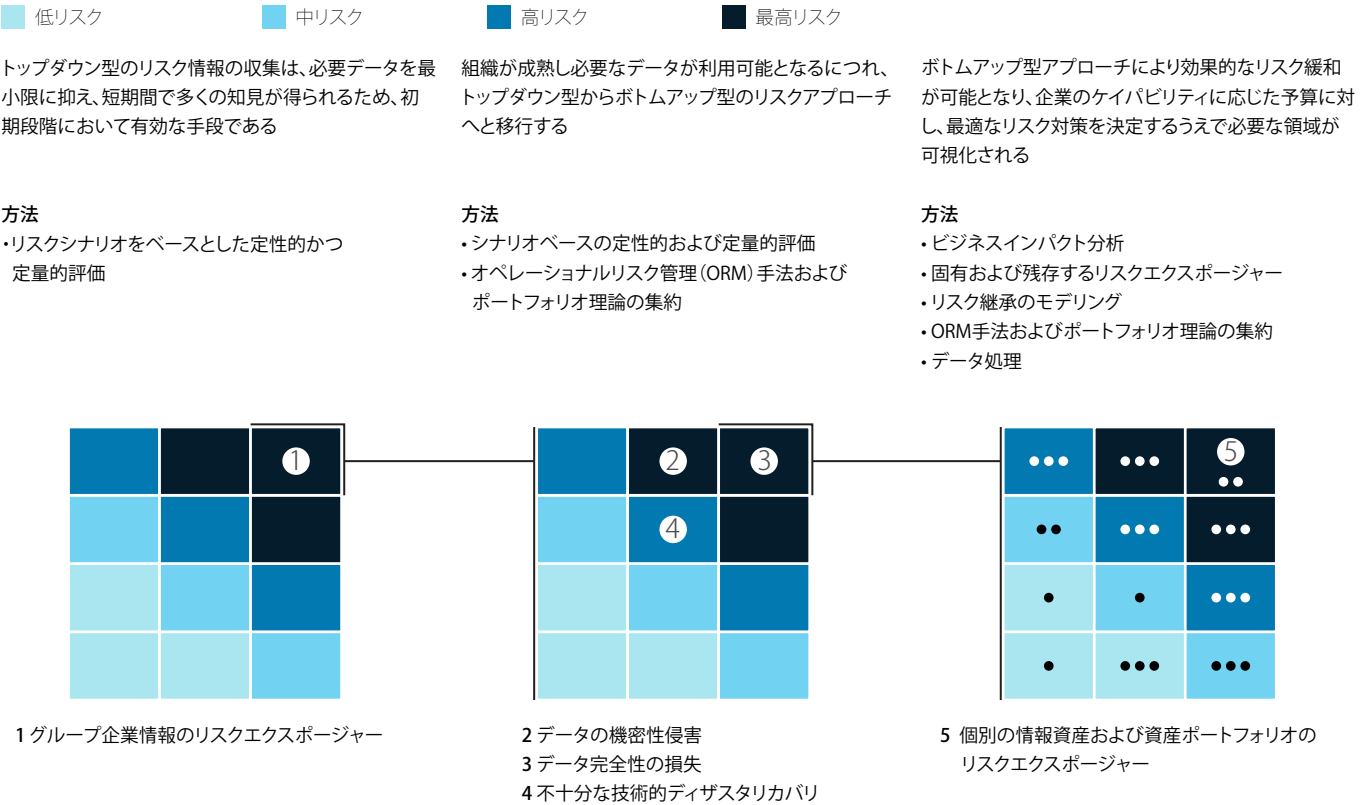 低リスク
中リスク
高リスク
最高リスク
トップダウン型のリスク情報の収集は、必要データを最
小限に抑え、短期間で多くの知見が得られるため、初
期段階において有効な手段である
組織が成熟し必要なデータが利用可能となるにつれ、
トップダウン型からボトムアップ型のリスクアプローチ
へと移行する
ボトムアップ型アプローチにより効果的なリスク緩和
が可能となり、企業のケイパビリティに応じた予算に対
し、最適なリスク対策を決定するうえで必要な領域が
可視化される
方法
・リスクシナリオをベースとした定性的かつ
定量的評価
方法
・シナリオベースの定性的および定量的評価
・オペレーショナルリスク管理(ORM)手法および
ポートフォリオ理論の集約
方法
・ビジネスインパクト分析
・固有および残存するリスクエクスポージャー
・リスク継承のモデリング
・ORM手法およびポートフォリオ理論の集約
・データ処理
1
2
3
4
5
1 グループ企業情報のリスクエクスポージャー
2 データの機密性侵害
3 データ完全性の損失
4 不十分な技術的ディザスタリカバリ
5 個別の情報資産および資産ポートフォリオの
リスクエクスポージャー